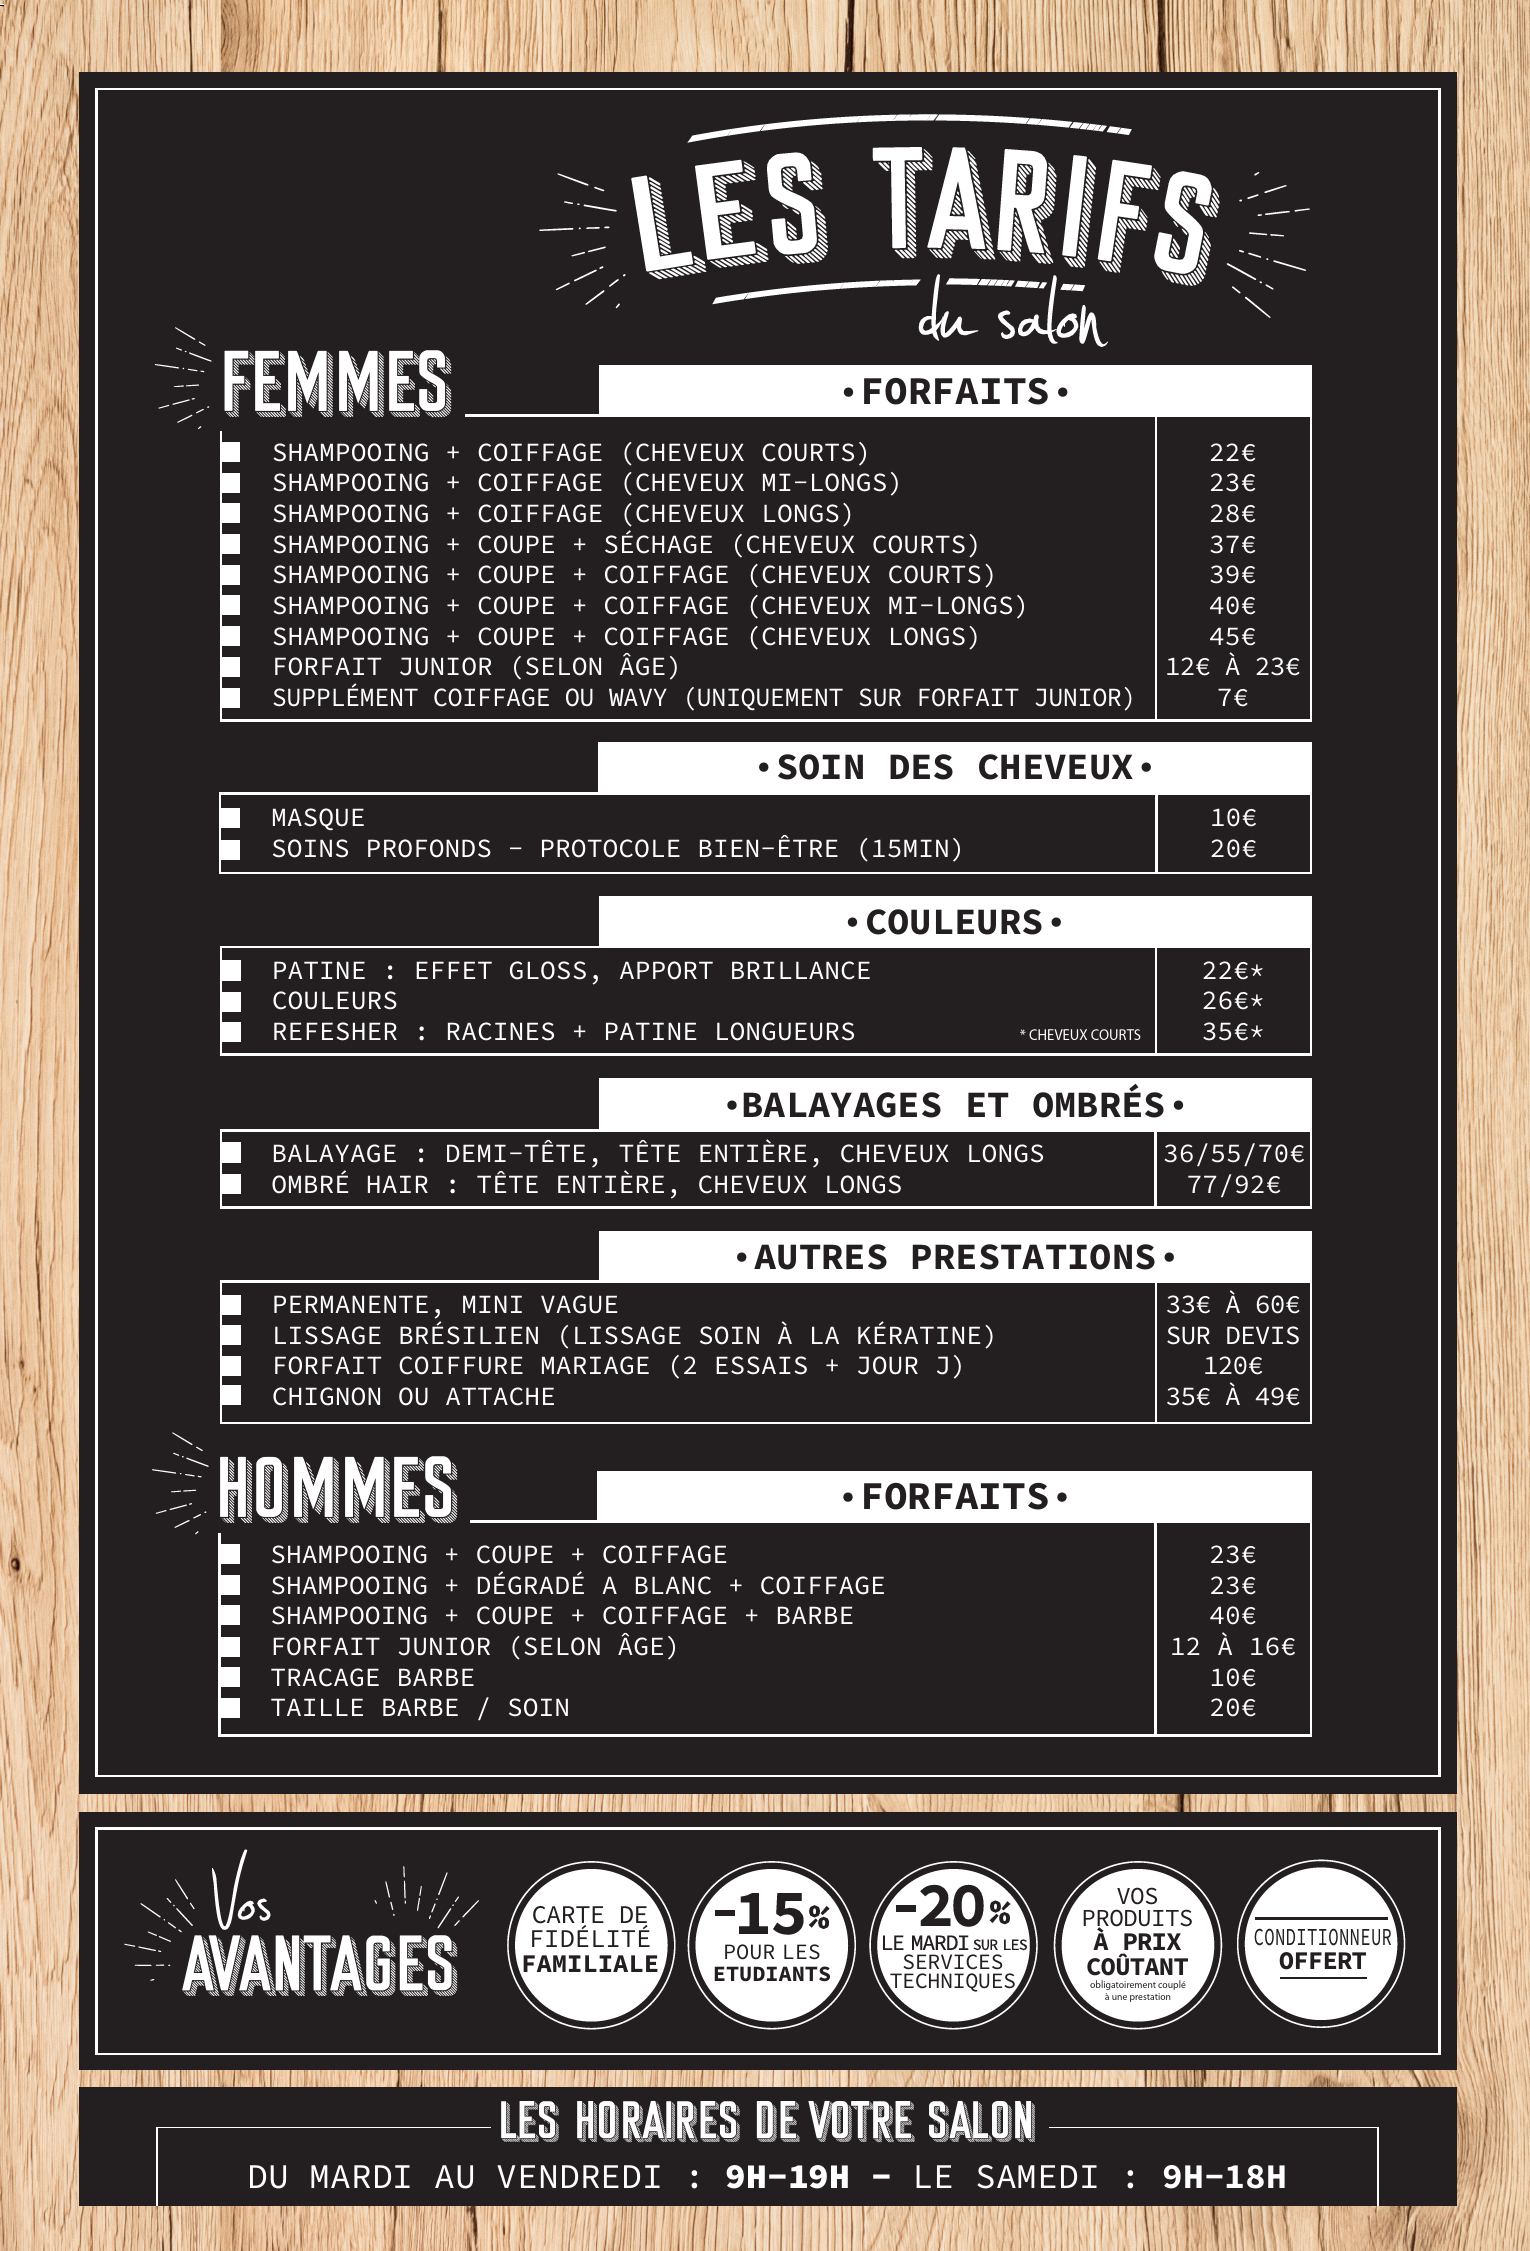 LES TARIFS
du salon
FEMMES
•FORFAITS•
SHAMPOOING + COIFFAGE (CHEVEUX COURTS) 22€
SHAMPOOING + COIFFAGE (CHEVEUX MI-LONGS) 23€
SHAMPOOING + COIFFAGE (CHEVEUX LONGS) 28€
SHAMPOOING + COUPE + SÉCHAGE (CHEVEUX COURTS) 37€
SHAMPOOING + COUPE + COIFFAGE (CHEVEUX COURTS) 39€
SHAMPOOING + COUPE + COIFFAGE (CHEVEUX MI-LONGS) 40€
SHAMPOOING + COUPE + COIFFAGE (CHEVEUX LONGS) 45€
FORFAIT JUNIOR (SELON ÂGE) 12€ À 23€
SUPPLÉMENT COIFFAGE OU WAVY (UNIQUEMENT SUR FORFAIT JUNIOR) 7€
•SOIN DES CHEVEUX•
MASQUE 10€
SOINS PROFONDS - PROTOCOLE BIEN-ÊTRE (15MIN) 20€
•COULEURS•
PATINE : EFFET GLOSS, APPORT BRILLANCE 22€*
COULEURS 26€*
REFESHER : RACINES + PATINE LONGUEURS * CHEVEUX COURTS 35€*
•BALAYAGES ET OMBRÉS•
BALAYAGE : DEMI-TÊTE, TÊTE ENTIÈRE, CHEVEUX LONGS 36/55/70€
OMBRÉ HAIR : TÊTE ENTIÈRE, CHEVEUX LONGS 77/92€
•AUTRES PRESTATIONS•
PERMANENTE, MINI VAGUE 33€ À 60€
LISSAGE BRÉSILIEN (LISSAGE SOIN À LA KÉRATINE) SUR DEVIS
FORFAIT COIFFURE MARIAGE (2 ESSAIS + JOUR J) 120€
CHIGNON OU ATTACHE 35€ À 49€
HOMMES
•FORFAITS•
SHAMPOOING + COUPE + COIFFAGE 23€
SHAMPOOING + DÉGRADÉ A BLANC + COIFFAGE 23€
SHAMPOOING + COUPE + COIFFAGE + BARBE 40€
FORFAIT JUNIOR (SELON ÂGE) 12 À 16€
TRACAGE BARBE 10€
TAILLE BARBE / SOIN 20€
Vos
AVANTAGES
CARTE DE
FIDÉLITÉ
FAMILIALE
-15%
POUR LES
ETUDIANTS
-20%
LE MARDI SUR LES
SERVICES
TECHNIQUES
VOS
PRODUITS
À PRIX
COÛTANT
obligatoirement couplé
à une prestation
CONDITIONNEUR
OFFERT
LES HORAIRES DE VOTRE SALON
DU MARDI AU VENDREDI : 9H-19H - LE SAMEDI : 9H-18H